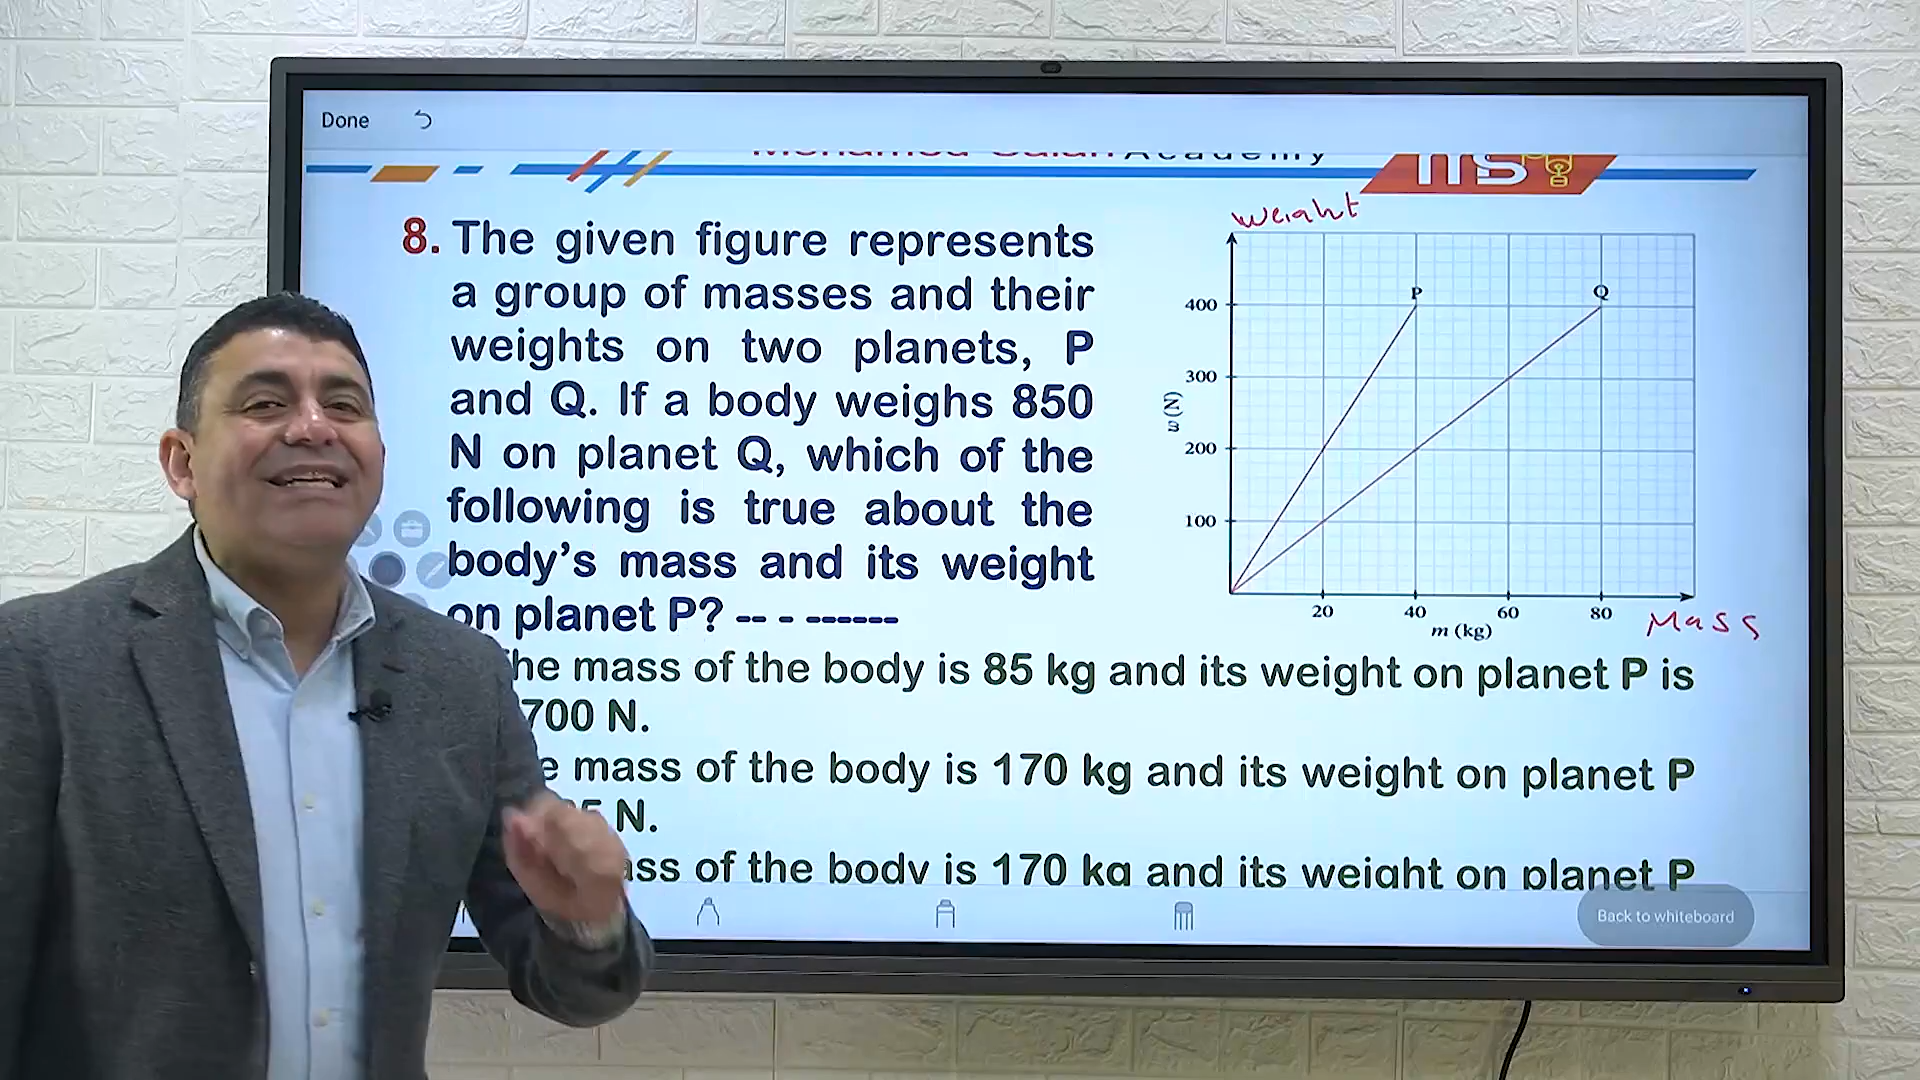 Done
Academy
Weight
8. The given figure represents
a group of masses and their
weights on two planets, P
and Q. If a body weighs 850
N on planet Q, which of the
following is true about the
body's mass and its weight
on planet P? -- - ------
P
Q
400
300
200
100
w (N)
20 40 60 80
m (kg)
Mass
he mass of the body is 85 kg and its weight on planet P is
700 N.
e mass of the body is 170 kg and its weight on planet P
5 N.
ass of the body is 170 kg and its weight on planet P
Back to whiteboard